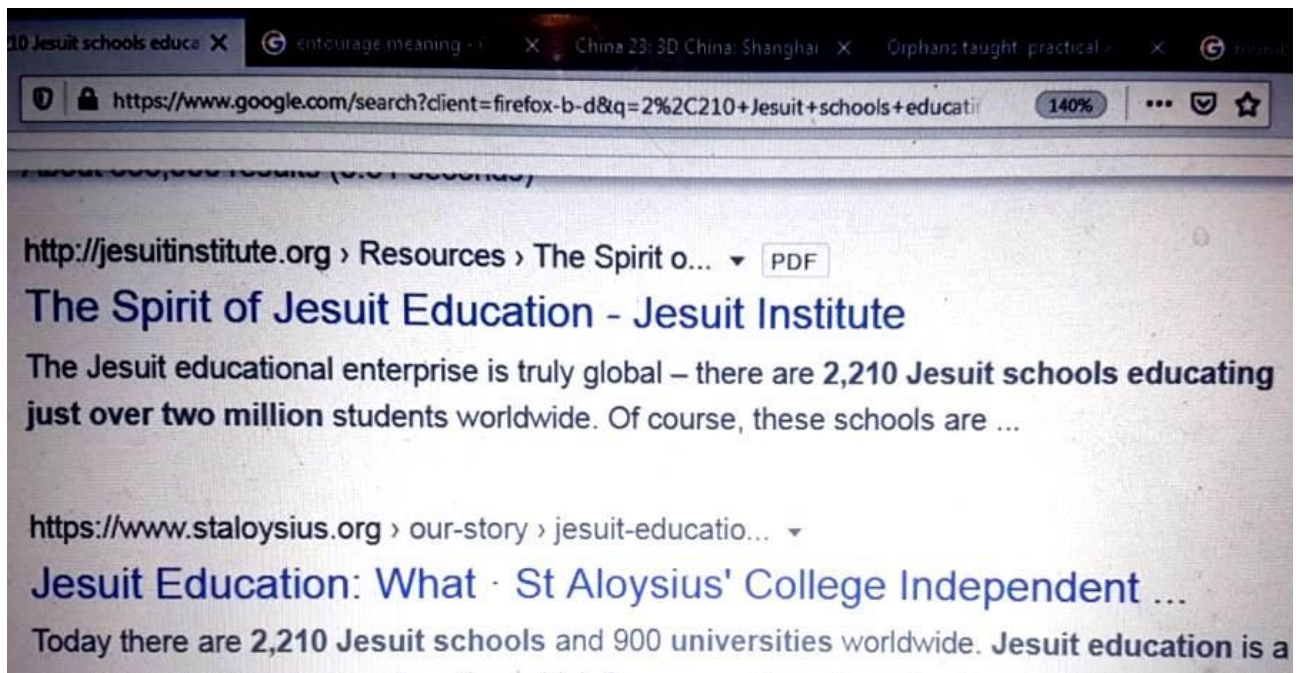 10 Jesuit schools educa entourage meaning - China 23: 3D China: Shanghai Orphans taught practical
https://www.google.com/search?client=firefox-b-d&q=2%2C210+Jesuit+schools+educati 140%
http://jesuitinstitute.org › Resources › The Spirit o... PDF
The Spirit of Jesuit Education - Jesuit Institute
The Jesuit educational enterprise is truly global – there are 2,210 Jesuit schools educating
just over two million students worldwide. Of course, these schools are ...
https://www.staloysius.org › our-story › jesuit-educatio...
Jesuit Education: What · St Aloysius' College Independent ...
Today there are 2,210 Jesuit schools and 900 universities worldwide. Jesuit education is a